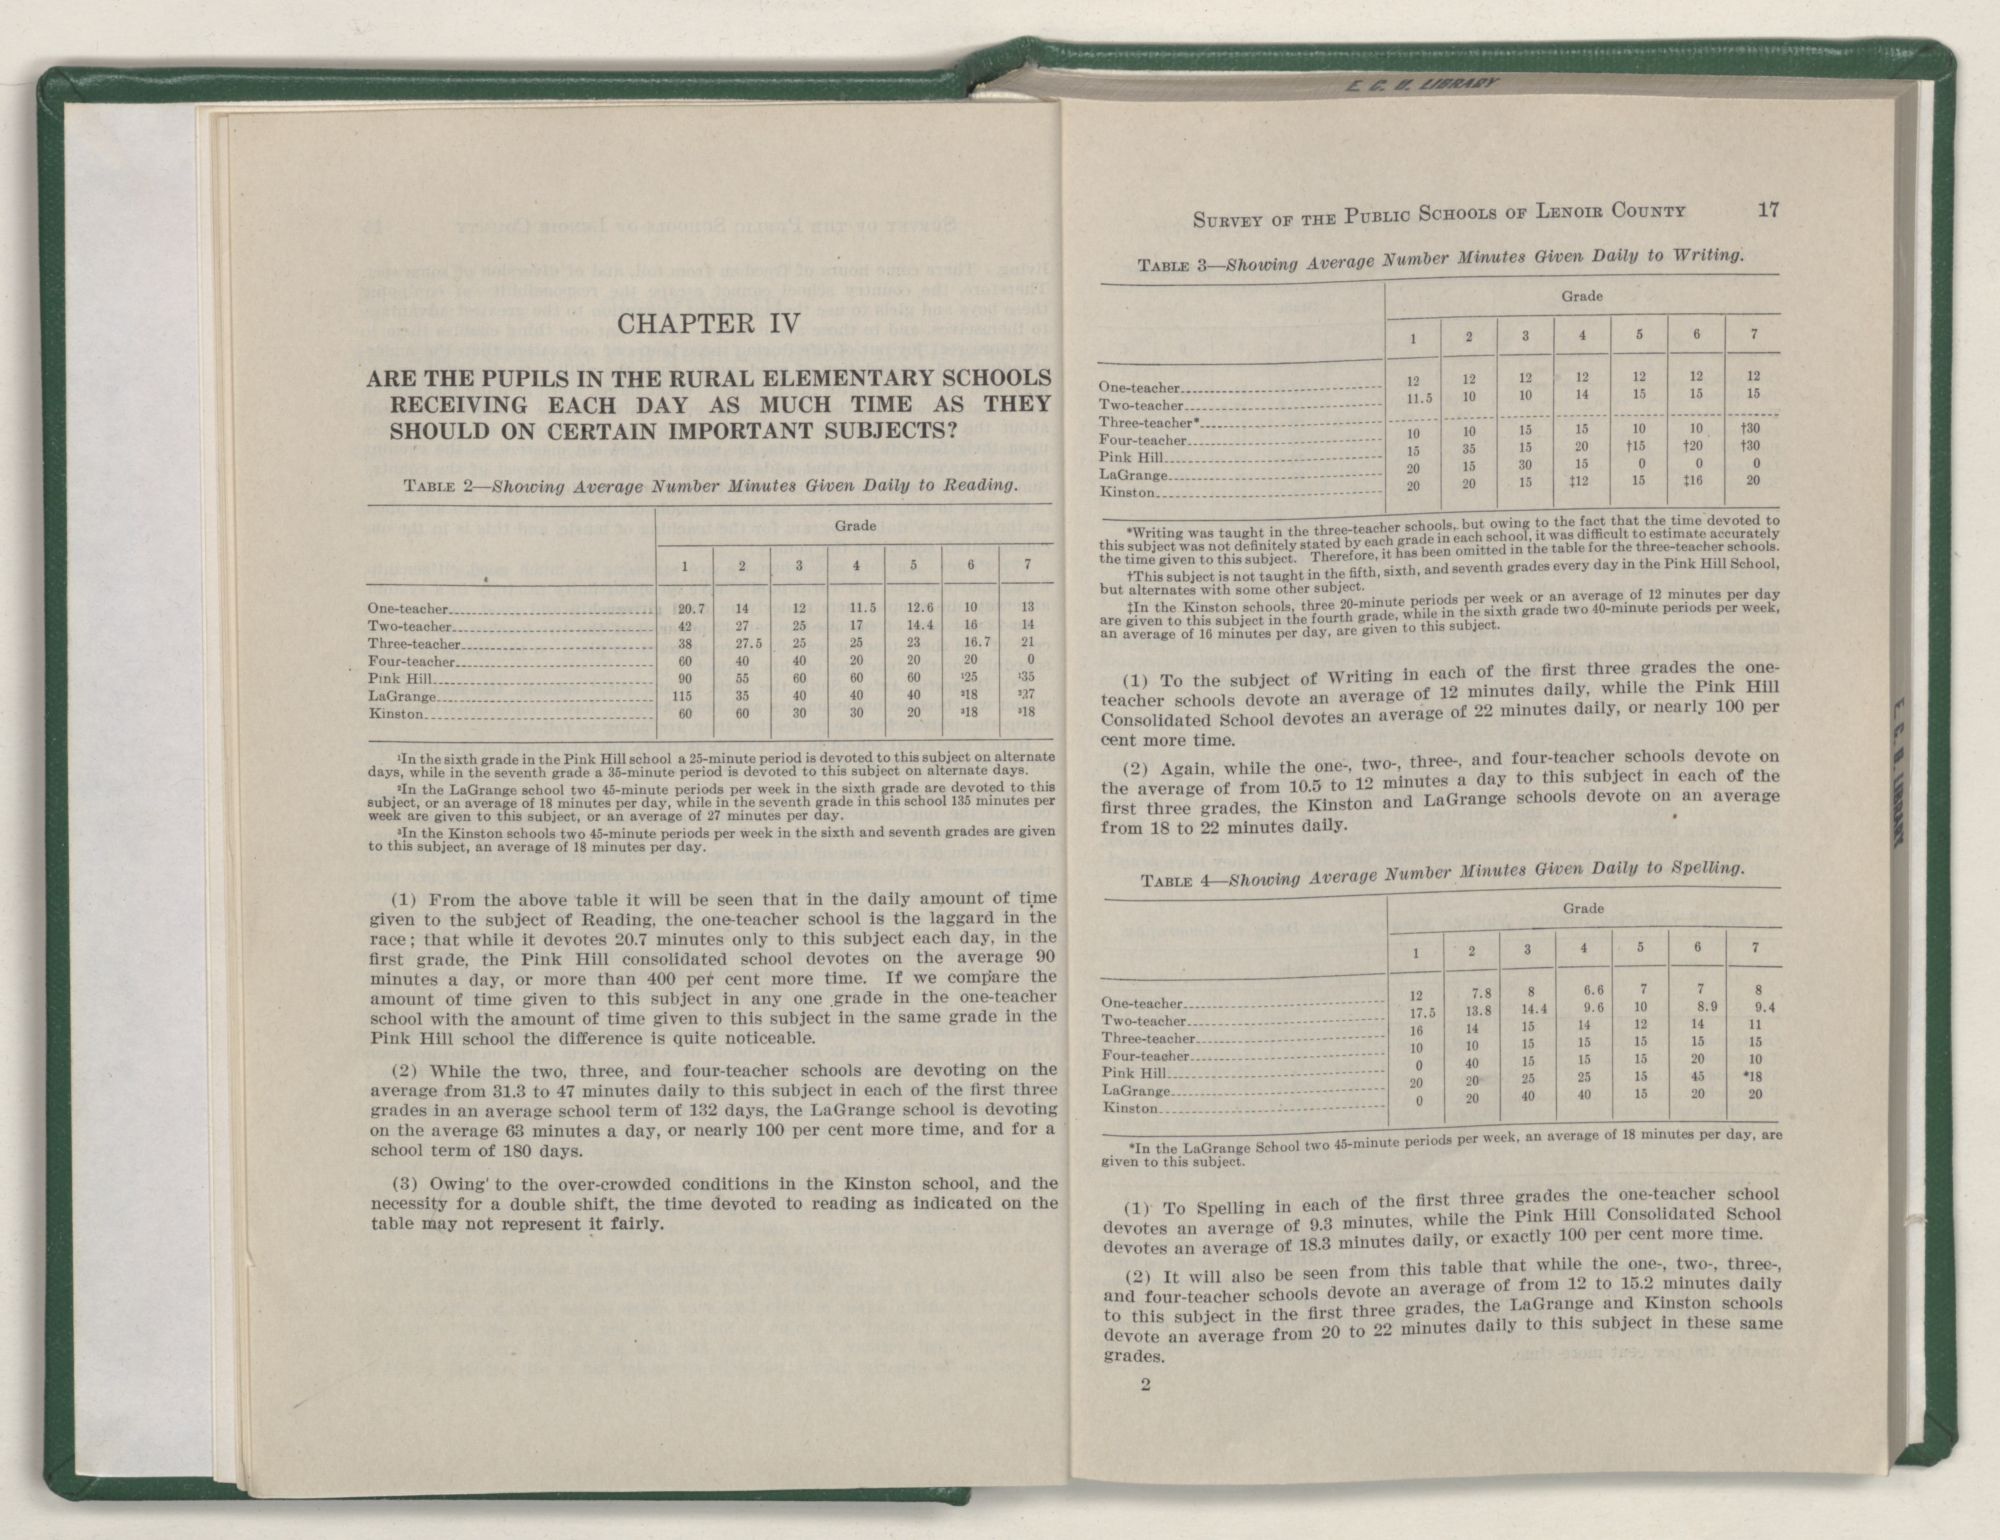 CHAPTER IV
ARE THE PUPILS IN THE RURAL ELEMENTARY SCHOOLS
RECEIVING EACH DAY AS MUCH TIME AS THEY
SHOULD ON CERTAIN IMPORTANT SUBJECTS?
TABLE 2—Showing Average Number Minutes Given Daily to Reading.
Grade
1 2 3 4 5 6 7
One-teacher 20.7 14 12 11.5 12.6 10 13
Two-teacher 42 27 25 17 14.4 16 14
Three-teacher 38 27.5 25 25 23 16.7 21
Four-teacher 60 40 40 20 20 20 0
Pink Hill 90 55 60 60 60 ¹25 ¹35
LaGrange 115 35 40 40 40 ²18 ²27
Kinston 60 60 30 30 20 ³18 ³18
¹In the sixth grade in the Pink Hill school a 25-minute period is devoted to this subject on alternate
days, while in the seventh grade a 35-minute period is devoted to this subject on alternate days.
²In the LaGrange school two 45-minute periods per week in the sixth grade are devoted to this
subject, or an average of 18 minutes per day, while in the seventh grade in this school 135 minutes per
week are given to this subject, or an average of 27 minutes per day.
³In the Kinston schools two 45-minute periods per week in the sixth and seventh grades are given
to this subject, an average of 18 minutes per day.
(1) From the above table it will be seen that in the daily amount of time
given to the subject of Reading, the one-teacher school is the laggard in the
race; that while it devotes 20.7 minutes only to this subject each day, in the
first grade, the Pink Hill consolidated school devotes on the average 90
minutes a day, or more than 400 per cent more time. If we compare the
amount of time given to this subject in any one grade in the one-teacher
school with the amount of time given to this subject in the same grade in the
Pink Hill school the difference is quite noticeable.
(2) While the two, three, and four-teacher schools are devoting on the
average from 31.3 to 47 minutes daily to this subject in each of the first three
grades in an average school term of 132 days, the LaGrange school is devoting
on the average 63 minutes a day, or nearly 100 per cent more time, and for a
school term of 180 days.
(3) Owing to the over-crowded conditions in the Kinston school, and the
necessity for a double shift, the time devoted to reading as indicated on the
table may not represent it fairly.
E. C. U. LIBRARY
SURVEY OF THE PUBLIC SCHOOLS OF LENOIR COUNTY 17
TABLE 3—Showing Average Number Minutes Given Daily to Writing.
Grade
1 2 3 4 5 6 7
One-teacher 12 12 12 12 12 12 12
Two-teacher 11.5 10 10 14 15 15 15
Three-teacher*
Four-teacher 10 10 15 15 10 10 †30
Pink Hill 15 35 15 20 †15 †20 †30
LaGrange 20 15 30 15 0 0 0
Kinston 20 20 15 ‡12 15 ‡16 20
*Writing was taught in the three-teacher schools, but owing to the fact that the time devoted to
this subject was not definitely stated by each grade in each school, it was difficult to estimate accurately
the time given to this subject. Therefore, it has been omitted in the table for the three-teacher schools.
†This subject is not taught in the fifth, sixth, and seventh grades every day in the Pink Hill School,
but alternates with some other subject.
‡In the Kinston schools, three 20-minute periods per week or an average of 12 minutes per day
are given to this subject in the fourth grade, while in the sixth grade two 40-minute periods per week,
an average of 16 minutes per day, are given to this subject.
(1) To the subject of Writing in each of the first three grades the one-
teacher schools devote an average of 12 minutes daily, while the Pink Hill
Consolidated School devotes an average of 22 minutes daily, or nearly 100 per
cent more time.
(2) Again, while the one-, two-, three-, and four-teacher schools devote on
the average of from 10.5 to 12 minutes a day to this subject in each of the
first three grades, the Kinston and LaGrange schools devote on an average
from 18 to 22 minutes daily.
TABLE 4—Showing Average Number Minutes Given Daily to Spelling.
Grade
1 2 3 4 5 6 7
One-teacher 12 7.8 8 6.6 7 7 8
Two-teacher 17.5 13.8 14.4 9.6 10 8.9 9.4
Three-teacher 16 14 15 14 12 14 11
Four-teacher 10 10 15 15 15 15 15
Pink Hill 0 40 15 15 15 20 10
LaGrange 20 20 25 25 15 45 *18
Kinston 0 20 40 40 15 20 20
*In the LaGrange School two 45-minute periods per week, an average of 18 minutes per day, are
given to this subject.
(1) To Spelling in each of the first three grades the one-teacher school
devotes an average of 9.3 minutes, while the Pink Hill Consolidated School
devotes an average of 18.3 minutes daily, or exactly 100 per cent more time.
(2) It will also be seen from this table that while the one-, two-, three-,
and four-teacher schools devote an average of from 12 to 15.2 minutes daily
to this subject in the first three grades, the LaGrange and Kinston schools
devote an average from 20 to 22 minutes daily to this subject in these same
grades.
2
E. C. U. LIBRARY